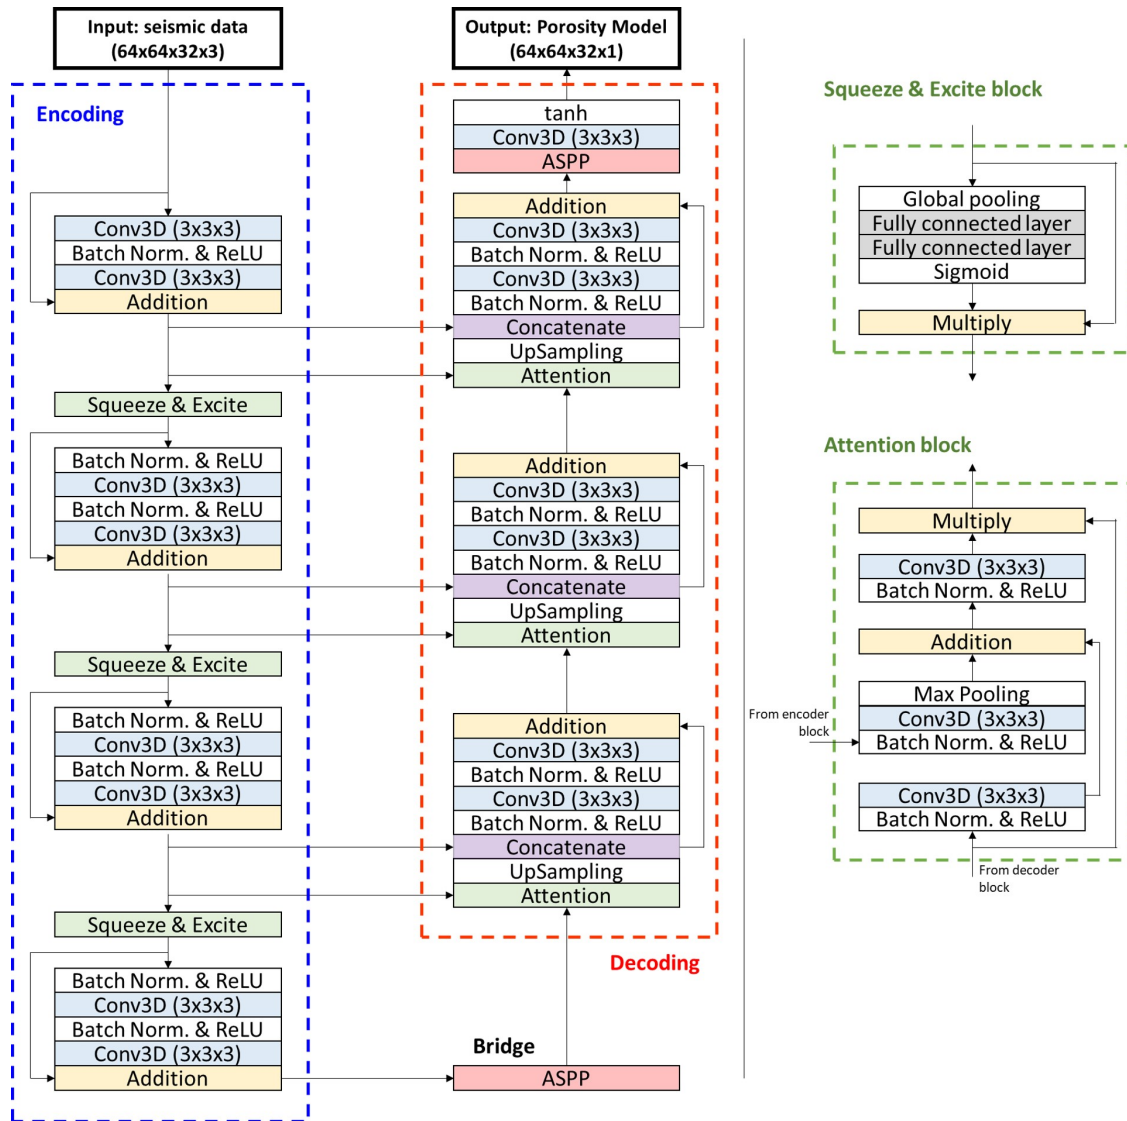 Input: seismic data
(64x64x32x3)
Encoding
Conv3D (3x3x3)
Batch Norm. & ReLU
Conv3D (3x3x3)
Addition
Squeeze & Excite
Batch Norm. & ReLU
Conv3D (3x3x3)
Batch Norm. & ReLU
Conv3D (3x3x3)
Addition
Squeeze & Excite
Batch Norm. & ReLU
Conv3D (3x3x3)
Batch Norm. & ReLU
Conv3D (3x3x3)
Addition
Squeeze & Excite
Batch Norm. & ReLU
Conv3D (3x3x3)
Batch Norm. & ReLU
Conv3D (3x3x3)
Addition
Output: Porosity Model
(64x64x32x1)
tanh
Conv3D (3x3x3)
ASPP
Addition
Conv3D (3x3x3)
Batch Norm. & ReLU
Conv3D (3x3x3)
Batch Norm. & ReLU
Concatenate
UpSampling
Attention
Addition
Conv3D (3x3x3)
Batch Norm. & ReLU
Conv3D (3x3x3)
Batch Norm. & ReLU
Concatenate
UpSampling
Attention
Addition
Conv3D (3x3x3)
Batch Norm. & ReLU
Conv3D (3x3x3)
Batch Norm. & ReLU
Concatenate
UpSampling
Attention
Decoding
Bridge
ASPP
Squeeze & Excite block
Global pooling
Fully connected layer
Fully connected layer
Sigmoid
Multiply
Attention block
Multiply
Conv3D (3x3x3)
Batch Norm. & ReLU
Addition
Max Pooling
Conv3D (3x3x3)
Batch Norm. & ReLU
From encoder
block
Conv3D (3x3x3)
Batch Norm. & ReLU
From decoder
block